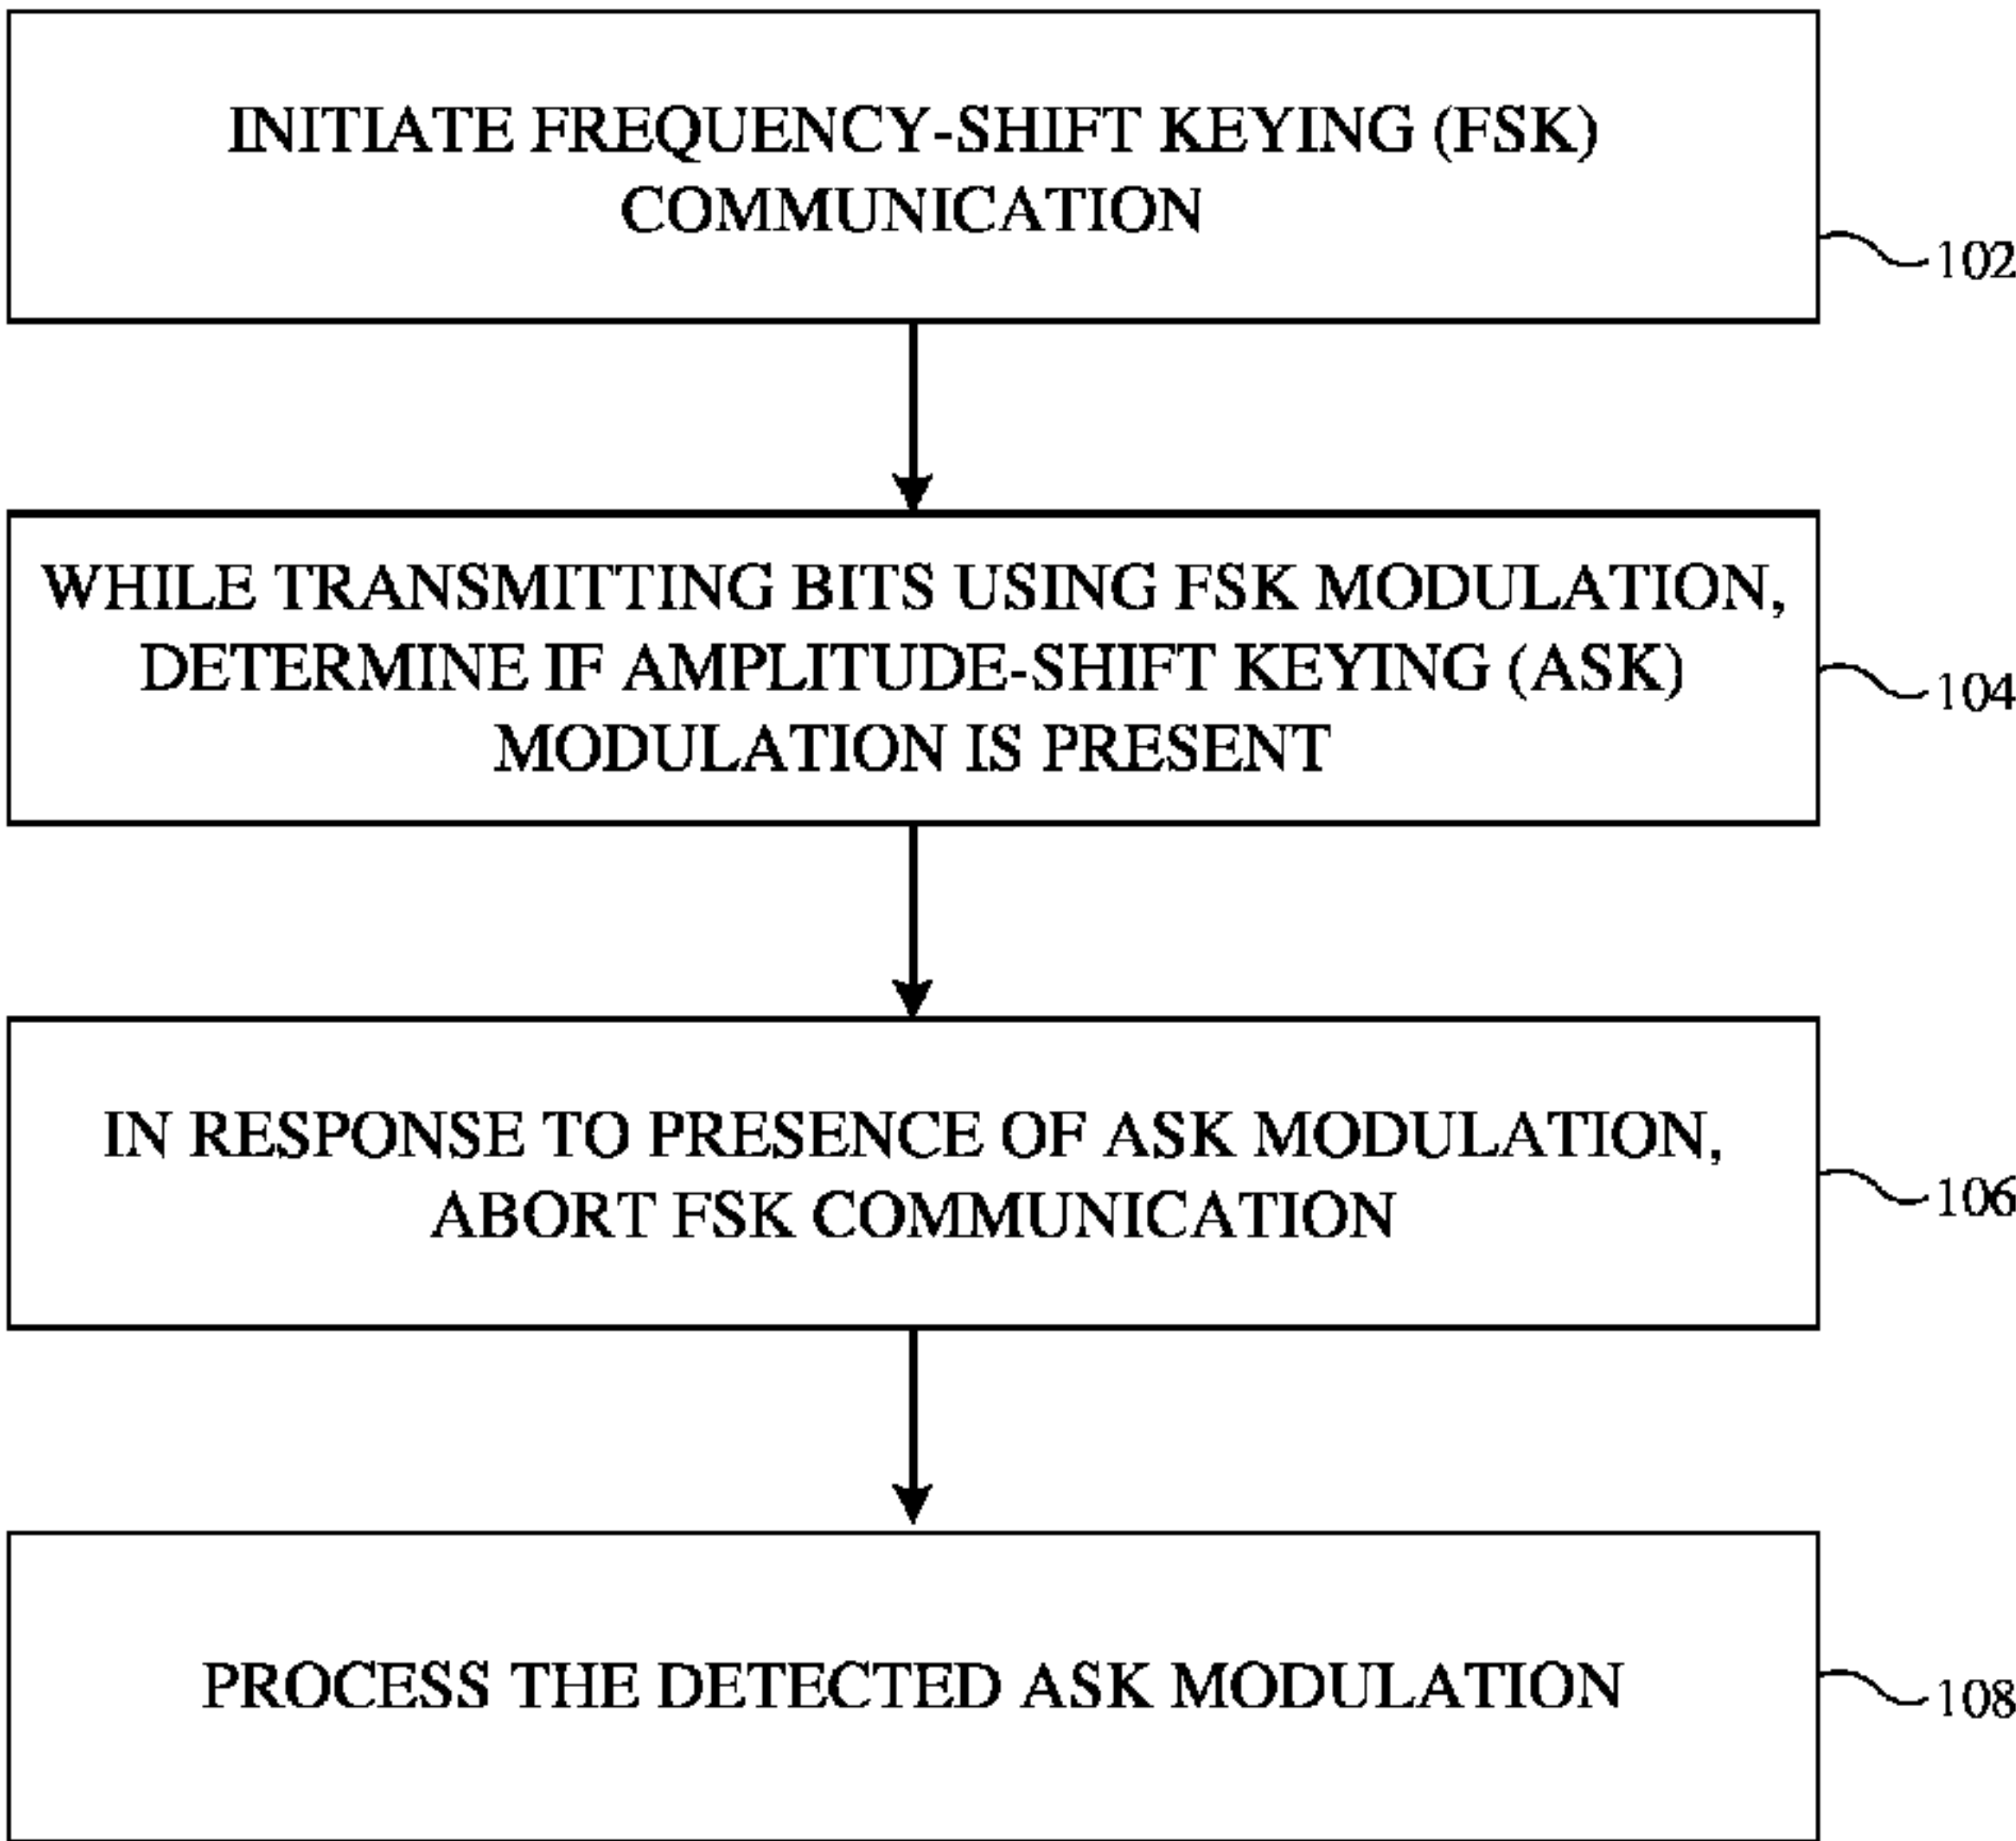 INITIATE FREQUENCY-SHIFT KEYING (FSK)
COMMUNICATION
102
WHILE TRANSMITTING BITS USING FSK MODULATION,
DETERMINE IF AMPLITUDE-SHIFT KEYING (ASK)
MODULATION IS PRESENT
104
IN RESPONSE TO PRESENCE OF ASK MODULATION,
ABORT FSK COMMUNICATION
106
PROCESS THE DETECTED ASK MODULATION
108